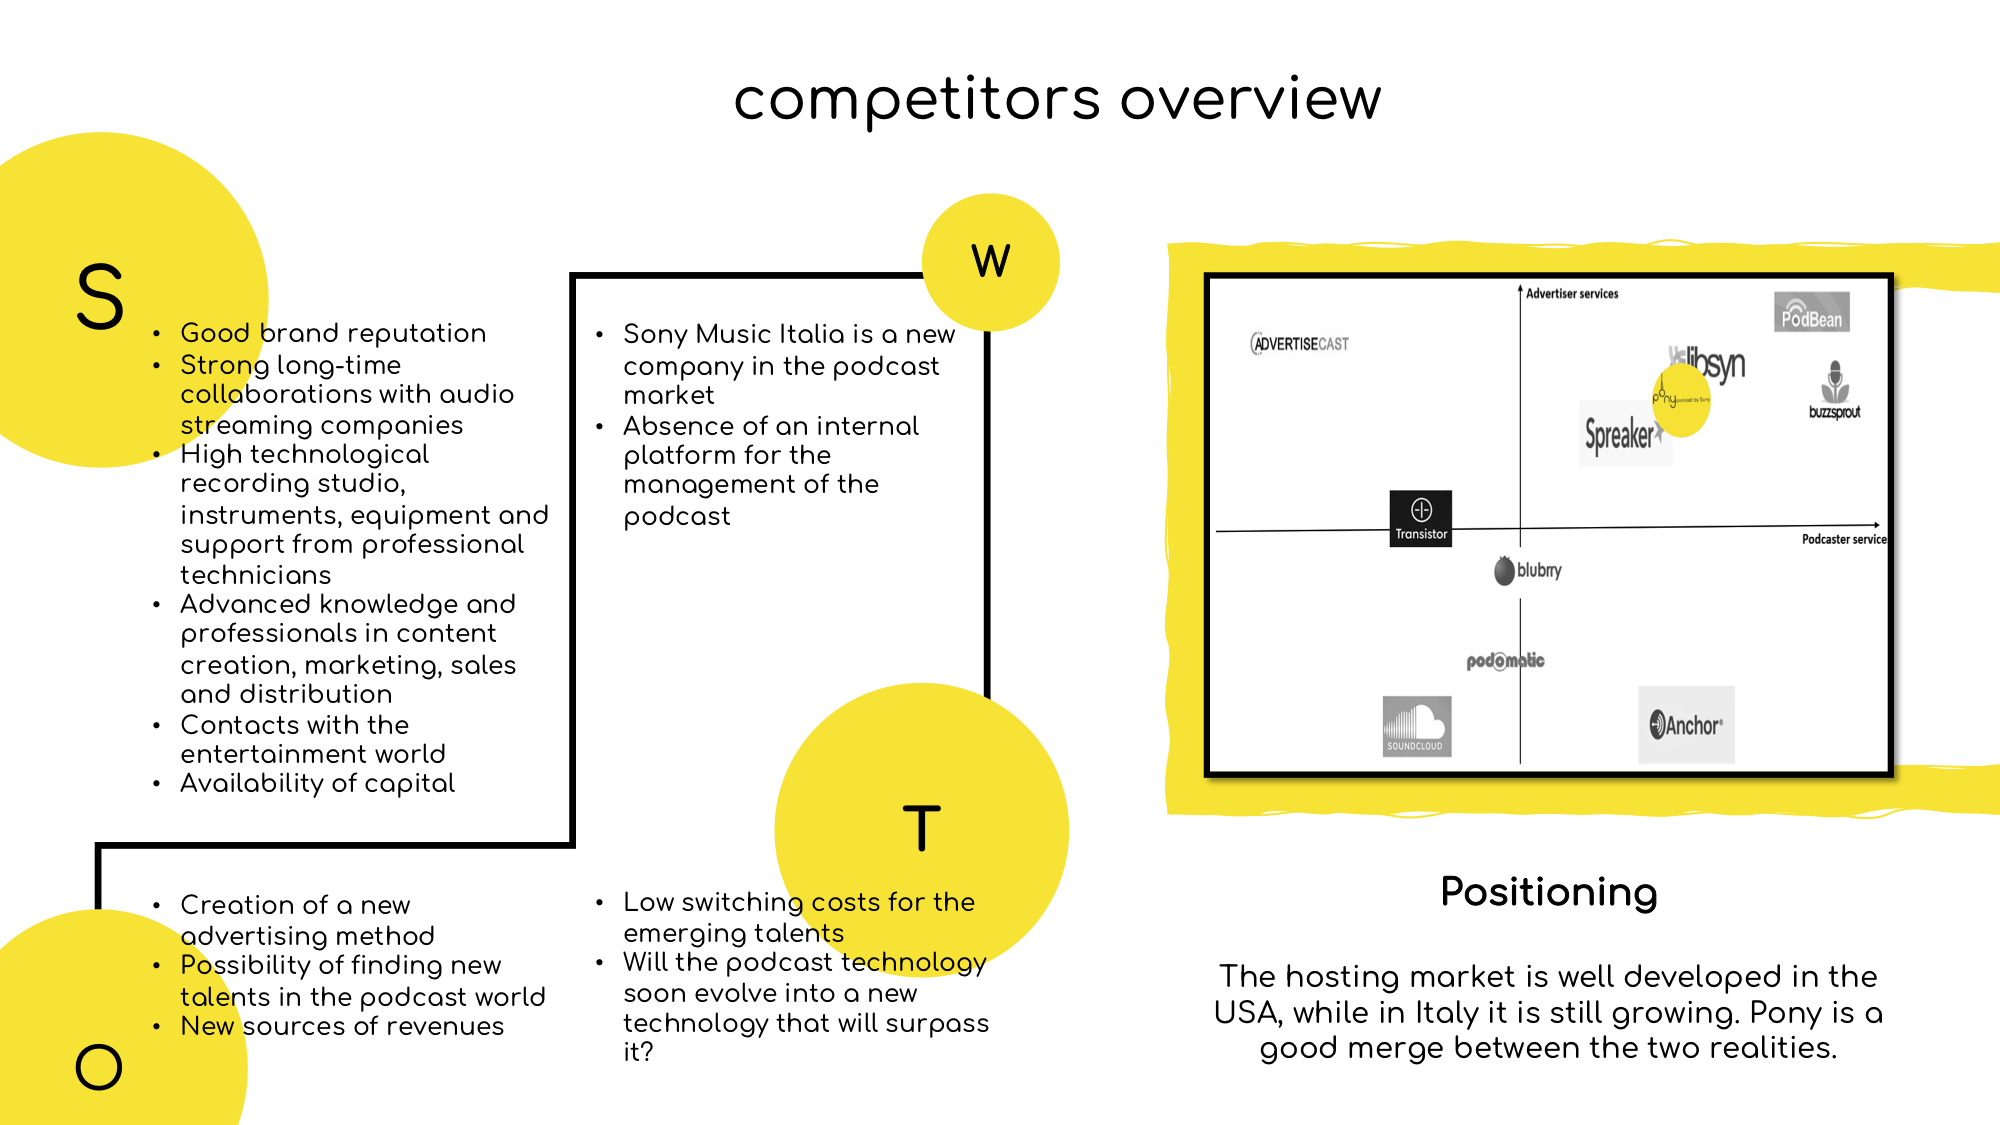 competitors overview
S
• Good brand reputation
• Strong long-time
collaborations with audio
streaming companies
• High technological
recording studio,
instruments, equipment and
support from professional
technicians
• Advanced knowledge and
professionals in content
creation, marketing, sales
and distribution
• Contacts with the
entertainment world
• Availability of capital
W
• Sony Music Italia is a new
company in the podcast
market
• Absence of an internal
platform for the
management of the
podcast
O
• Creation of a new
advertising method
• Possibility of finding new
talents in the podcast world
• New sources of revenues
T
• Low switching costs for the
emerging talents
• Will the podcast technology
soon evolve into a new
technology that will surpass
it?
Advertiser services
PodBean
ADVERTISECAST
libsyn
pony podcast by Sony
buzzsprout
Spreaker
Transistor
Podcaster service
blubrry
podomatic
SOUNDCLOUD
Anchor
Positioning
The hosting market is well developed in the
USA, while in Italy it is still growing. Pony is a
good merge between the two realities.